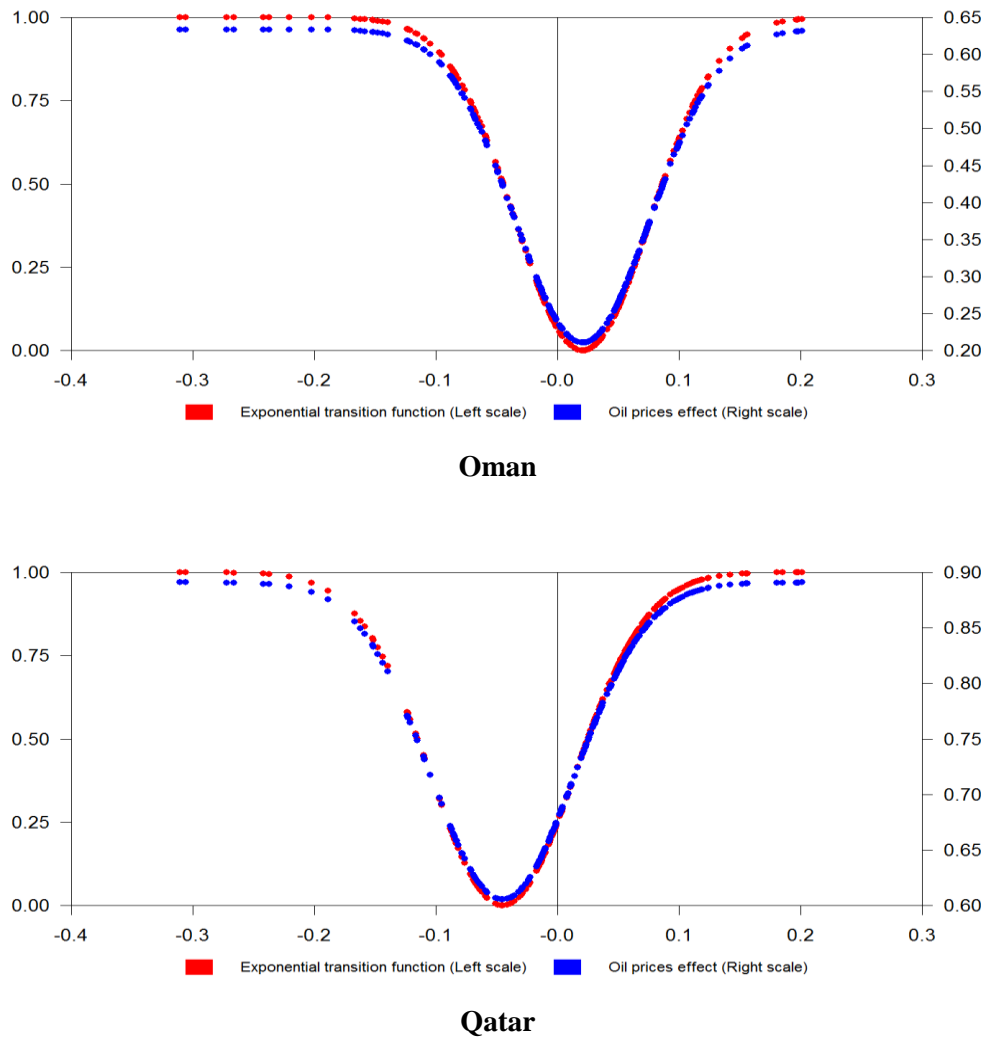 1.00 0.65
0.60
0.75 0.55
0.50
0.50 0.45
0.40
0.35
0.25 0.30
0.25
0.00 0.20
-0.4 -0.3 -0.2 -0.1 -0.0 0.1 0.2 0.3
Exponential transition function (Left scale) Oil prices effect (Right scale)
Oman
1.00 0.90
0.85
0.75 0.80
0.50 0.75
0.70
0.25 0.65
0.00 0.60
-0.4 -0.3 -0.2 -0.1 -0.0 0.1 0.2 0.3
Exponential transition function (Left scale) Oil prices effect (Right scale)
Qatar